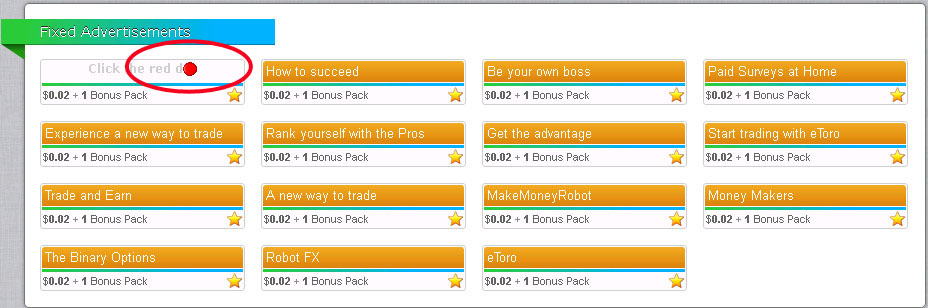 Fixed Advertisements
Click the red d
How to succeed
Be your own boss
Paid Surveys at Home
$0.02 + 1 Bonus Pack
$0.02 + 1 Bonus Pack
$0.02 + 1 Bonus Pack
$0.02 + 1 Bonus Pack
Experience a new way to trade
Rank yourself with the Pros
Get the advantage
Start trading with eToro
$0.02 + 1 Bonus Pack
$0.02 + 1 Bonus Pack
$0.02 + 1 Bonus Pack
$0.02 + 1 Bonus Pack
Trade and Earn
A new way to trade
MakeMoneyRobot
Money Makers
$0.02 + 1 Bonus Pack
$0.02 + 1 Bonus Pack
$0.02 + 1 Bonus Pack
$0.02 + 1 Bonus Pack
The Binary Options
Robot FX
eToro
$0.02 + 1 Bonus Pack
$0.02 + 1 Bonus Pack
$0.02 + 1 Bonus Pack